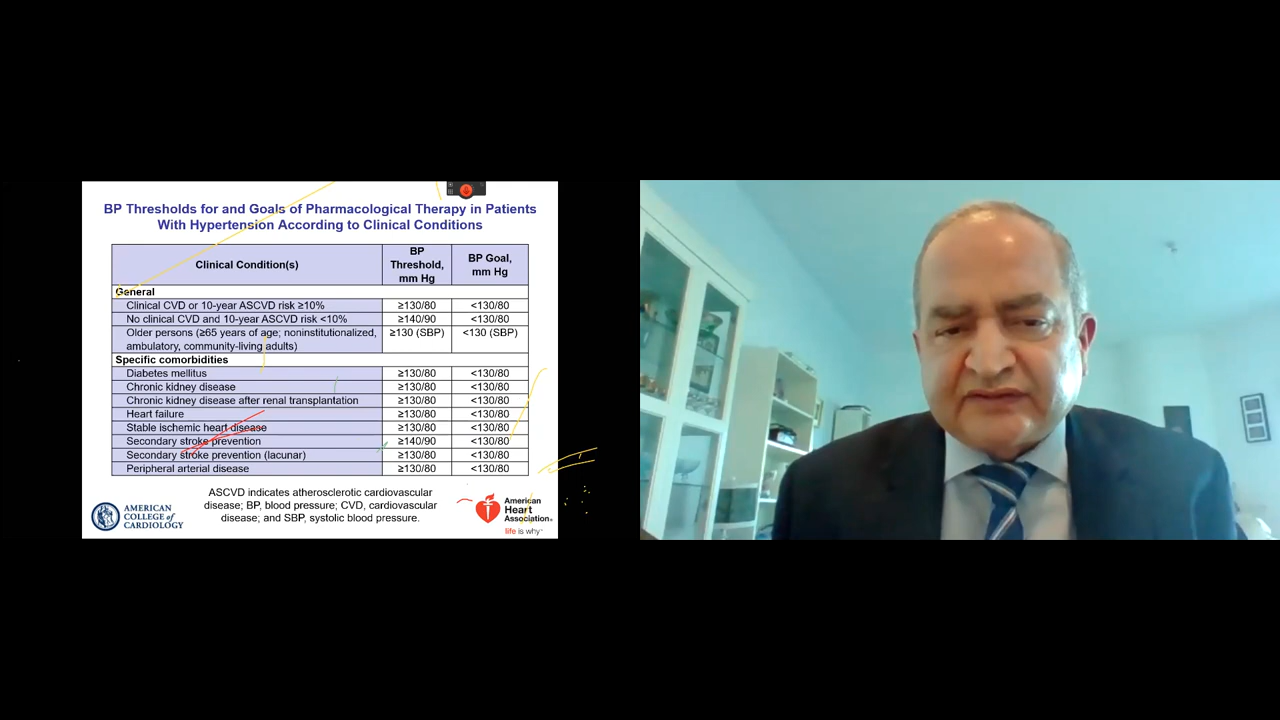 BP Thresholds for and Goals of Pharmacological Therapy in Patients
With Hypertension According to Clinical Conditions
Clinical Condition(s) BP Threshold, mm Hg BP Goal, mm Hg
General
Clinical CVD or 10-year ASCVD risk ≥10% ≥130/80 <130/80
No clinical CVD and 10-year ASCVD risk <10% ≥140/90 <130/80
Older persons (≥65 years of age; noninstitutionalized, ≥130 (SBP) <130 (SBP)
ambulatory, community-living adults)
Specific comorbidities
Diabetes mellitus ≥130/80 <130/80
Chronic kidney disease ≥130/80 <130/80
Chronic kidney disease after renal transplantation ≥130/80 <130/80
Heart failure ≥130/80 <130/80
Stable ischemic heart disease ≥130/80 <130/80
Secondary stroke prevention ≥140/90 <130/80
Secondary stroke prevention (lacunar) ≥130/80 <130/80
Peripheral arterial disease ≥130/80 <130/80
ASCVD indicates atherosclerotic cardiovascular
disease; BP, blood pressure; CVD, cardiovascular
disease; and SBP, systolic blood pressure.
AMERICAN
COLLEGE of
CARDIOLOGY
American
Heart
Association®
life is why™